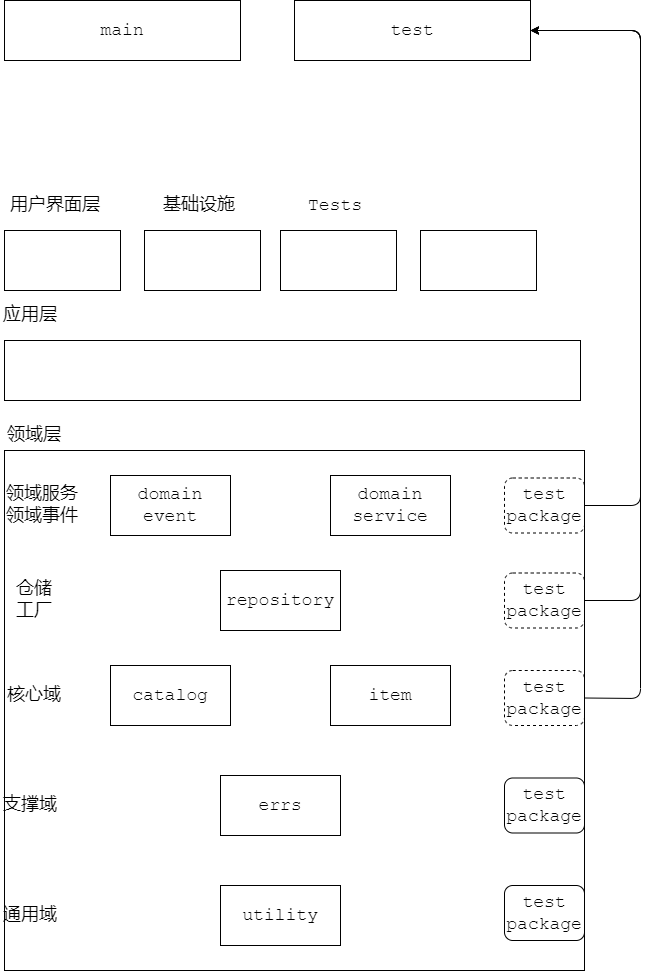 main
test
用户界面层
基础设施
Tests
应用层
领域层
领域服务
领域事件
domain
event
domain
service
test
package
仓储
工厂
repository
test
package
核心域
catalog
item
test
package
支撑域
errs
test
package
通用域
utility
test
package